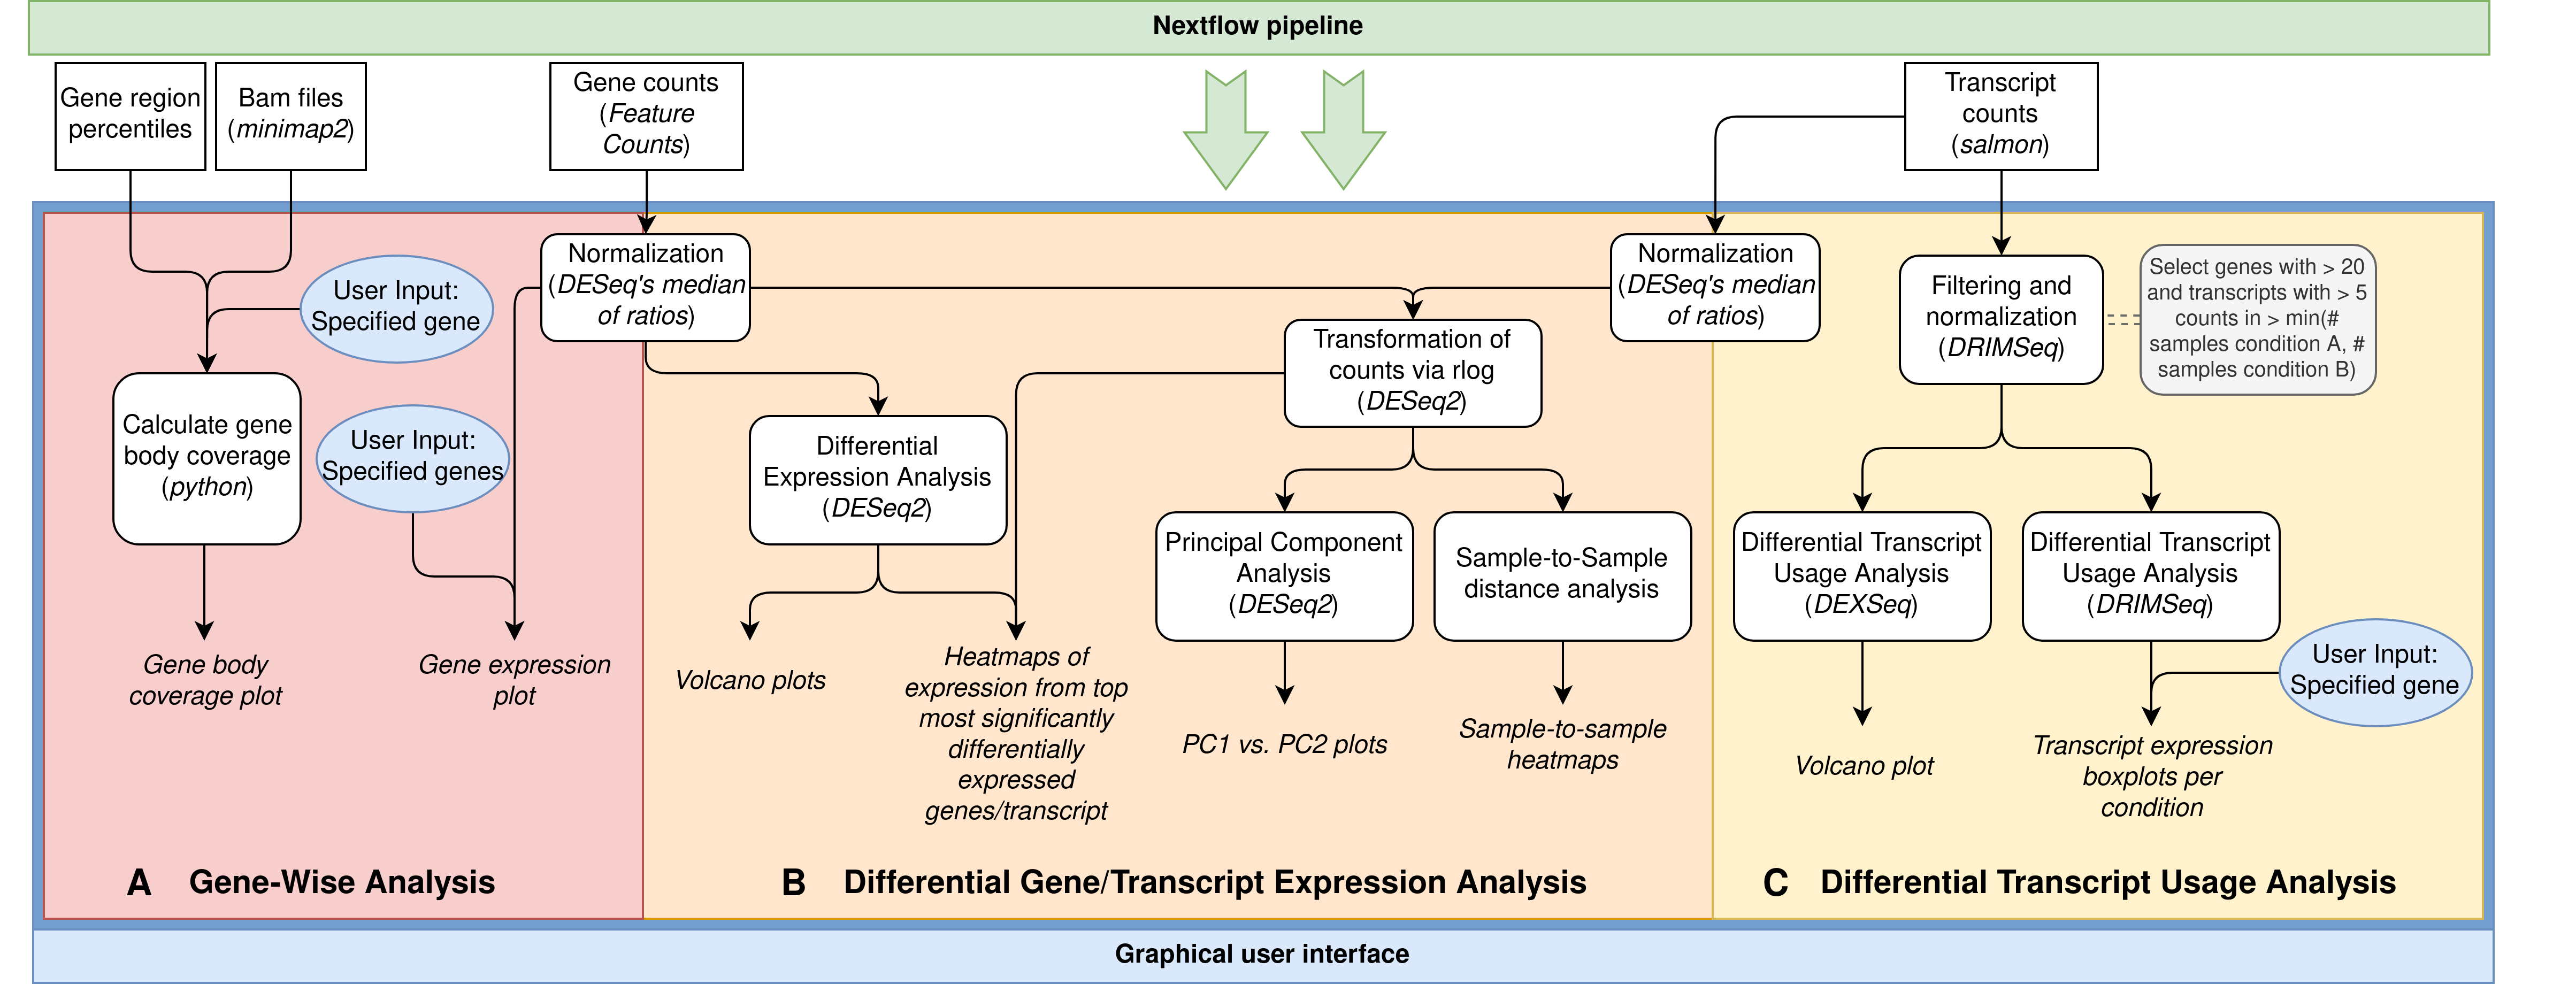 Nextflow pipeline
Gene region
percentiles
Bam files
(minimap2)
Gene counts
(Feature
Counts)
Transcript
counts
(salmon)
User Input:
Specified gene
Calculate gene
body coverage
(python)
User Input:
Specified genes
Gene body
coverage plot
Gene expression
plot
A Gene-Wise Analysis
Normalization
(DESeq's median
of ratios)
Differential
Expression Analysis
(DESeq2)
Volcano plots
Heatmaps of
expression from top
most significantly
differentially
expressed
genes/transcript
Normalization
(DESeq's median
of ratios)
Transformation of
counts via rlog
(DESeq2)
Principal Component
Analysis
(DESeq2)
Sample-to-Sample
distance analysis
PC1 vs. PC2 plots
Sample-to-sample
heatmaps
B Differential Gene/Transcript Expression Analysis
Filtering and
normalization
(DRIMSeq)
Select genes with > 20
and transcripts with > 5
counts in > min(#
samples condition A, #
samples condition B)
Differential Transcript
Usage Analysis
(DEXSeq)
Differential Transcript
Usage Analysis
(DRIMSeq)
User Input:
Specified gene
Volcano plot
Transcript expression
boxplots per
condition
C Differential Transcript Usage Analysis
Graphical user interface